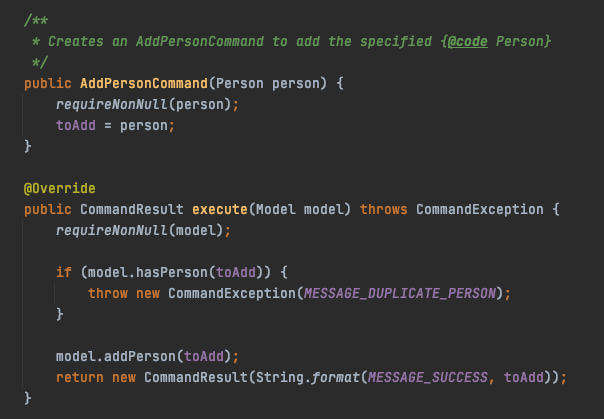 /**
 * Creates an AddPersonCommand to add the specified {@code Person}
 */
public AddPersonCommand(Person person) {
    requireNonNull(person);
    toAdd = person;
}

@Override
public CommandResult execute(Model model) throws CommandException {
    requireNonNull(model);

    if (model.hasPerson(toAdd)) {
        throw new CommandException(MESSAGE_DUPLICATE_PERSON);
    }

    model.addPerson(toAdd);
    return new CommandResult(String.format(MESSAGE_SUCCESS, toAdd));
}